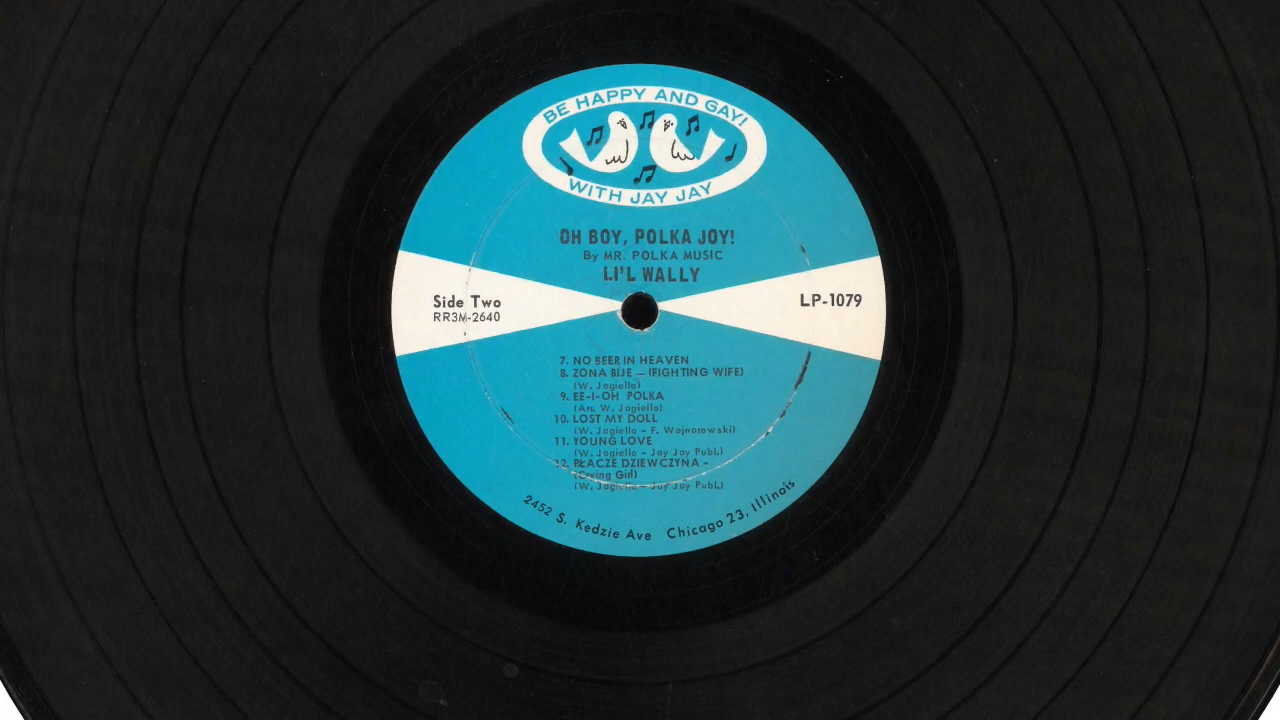 BE HAPPY AND GAY!
WITH JAY JAY
OH BOY, POLKA JOY!
By MR. POLKA MUSIC
LI'L WALLY
Side Two
RR3M-2640
LP-1079
7. NO BEER IN HEAVEN
8. ZONA BIJE — (FIGHTING WIFE)
(W. Jagiello)
9. EE-I-OH POLKA
(Arr. W. Jagiello)
10. LOST MY DOLL
(W. Jagiello - F. Wojnarowski)
11. YOUNG LOVE
(W. Jagiello - Jay Jay Publ.)
12. PŁACZE DZIEWCZYNA -
(Crying Girl)
(W. Jagiello - Jay Jay Publ.)
2452 S. Kedzie Ave Chicago 23, Illinois